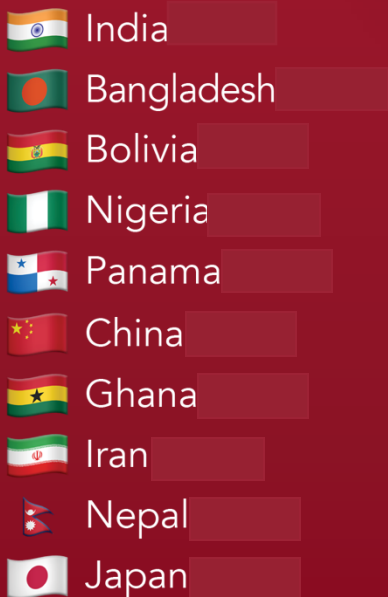 India
Bangladesh
Bolivia
Nigeria
Panama
China
Ghana
Iran
Nepal
Japan